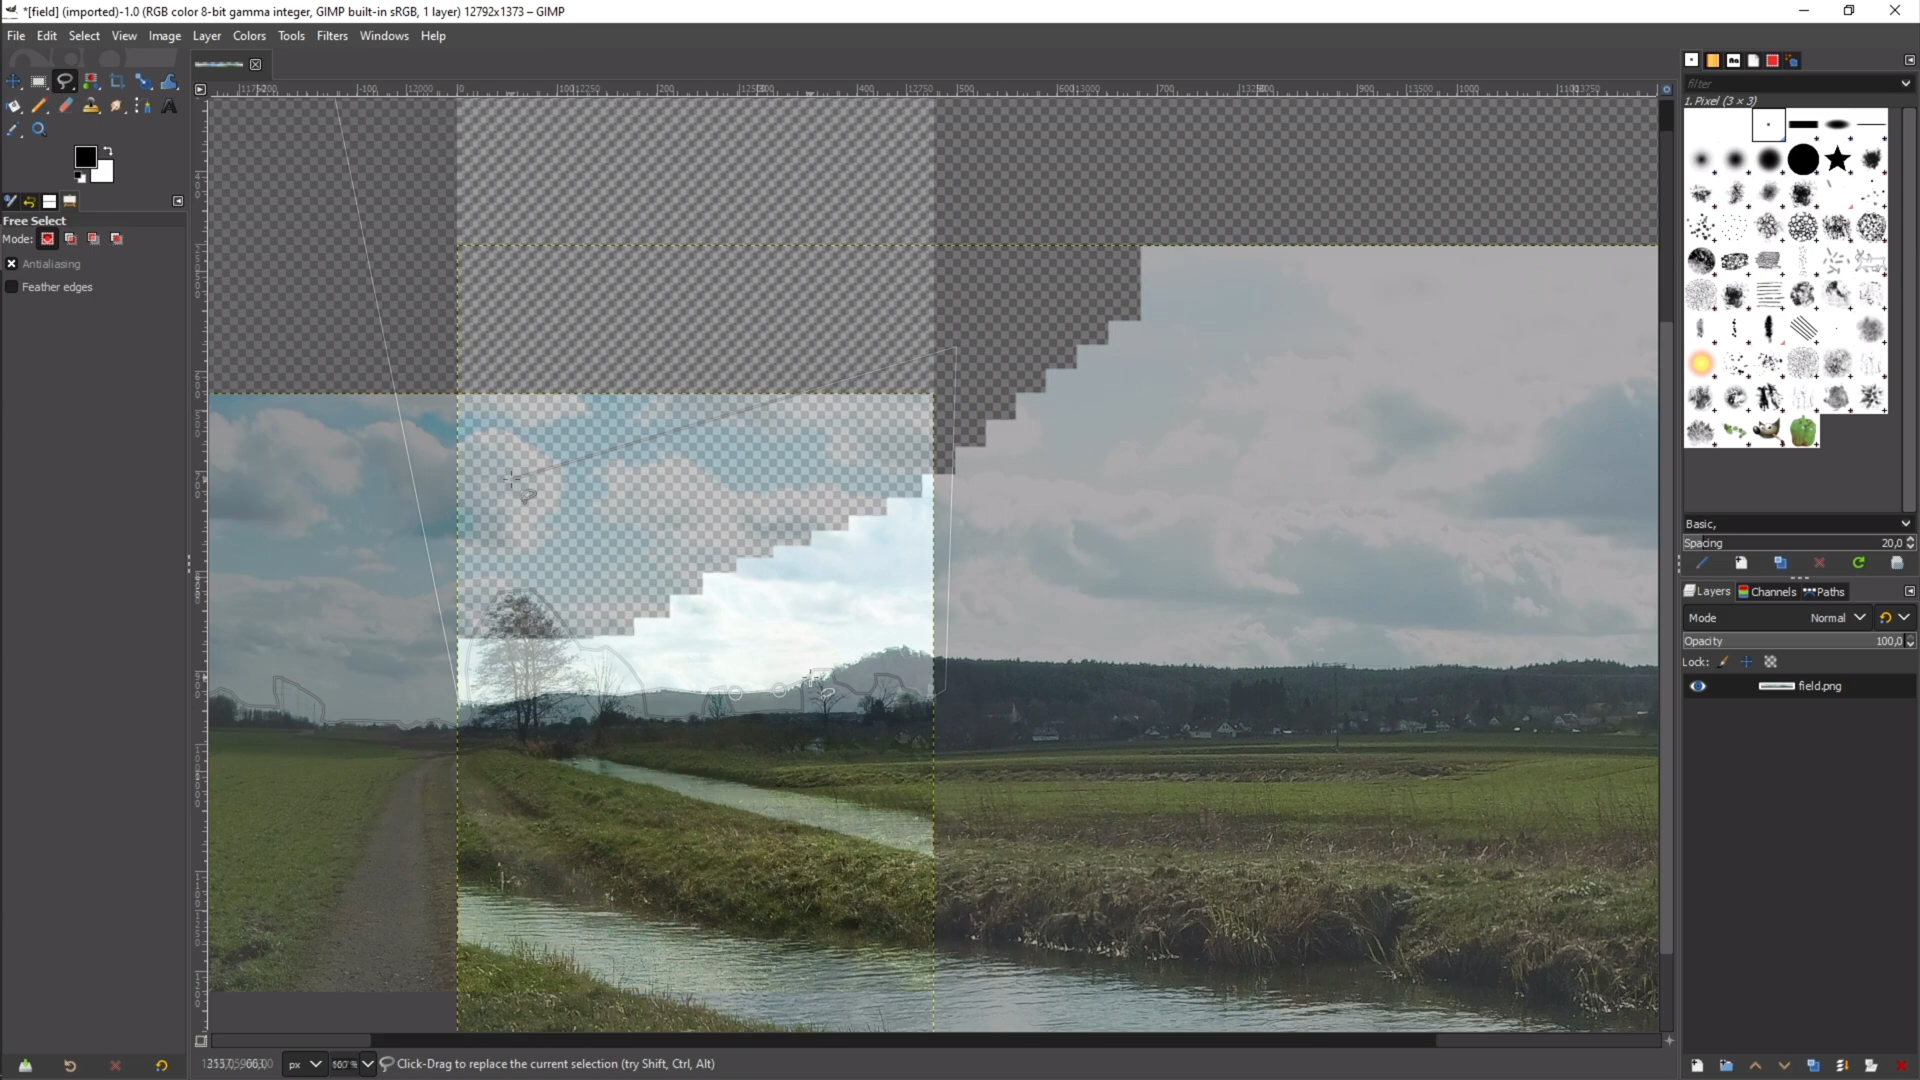 *[field] (imported)-1.0 (RGB color 8-bit gamma integer, GIMP built-in sRGB, 1 layer) 12792x1373 – GIMP
File Edit Select View Image Layer Colors Tools Filters Windows Help
filter
1. Pixel (3 × 3)
Free Select
Mode:
Antialiasing
Feather edges
Basic,
Spacing 20,0
Layers Channels Paths
Mode Normal
Opacity 100,0
Lock:
field.png
px
Click-Drag to replace the current selection (try Shift, Ctrl, Alt)